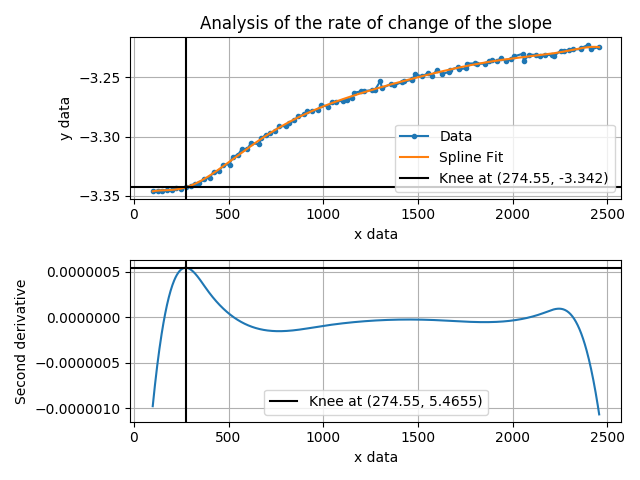 Analysis of the rate of change of the slope
y data
−3.25
−3.30
−3.35
Data
Spline Fit
Knee at (274.55, -3.342)
0
500
1000
1500
2000
2500
x data
Second derivative
0.0000005
0.0000000
−0.0000005
−0.0000010
Knee at (274.55, 5.4655)
0
500
1000
1500
2000
2500
x data